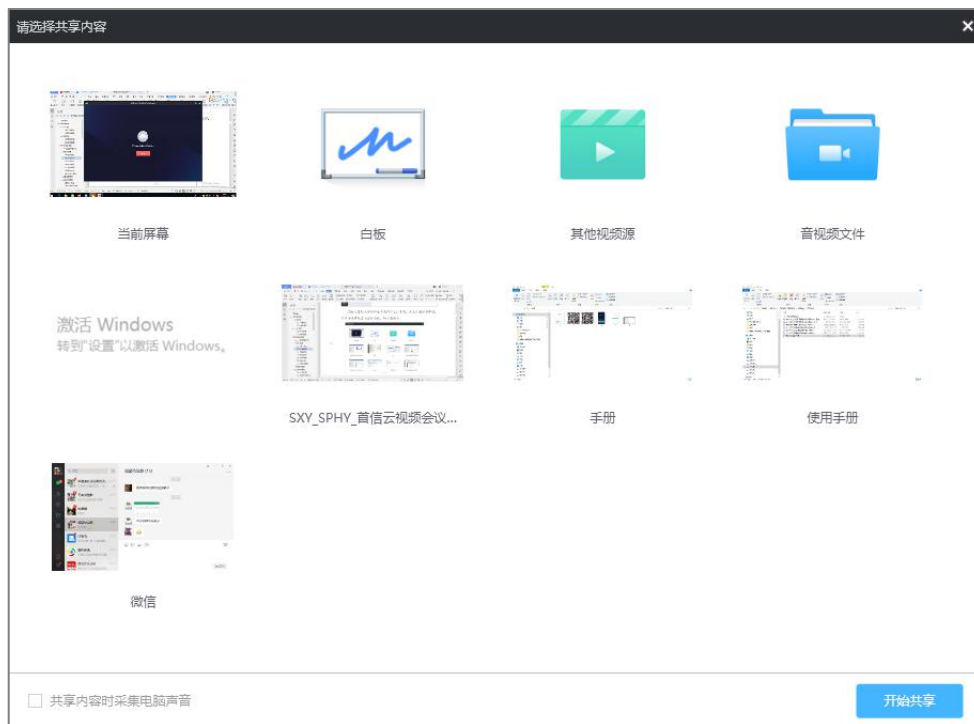 请选择共享内容
当前屏幕
白板
其他视频源
音视频文件
激活 Windows
转到"设置"以激活 Windows。
SXY_SPHY_首信云视频会议...
手册
使用手册
微信
共享内容时采集电脑声音
开始共享